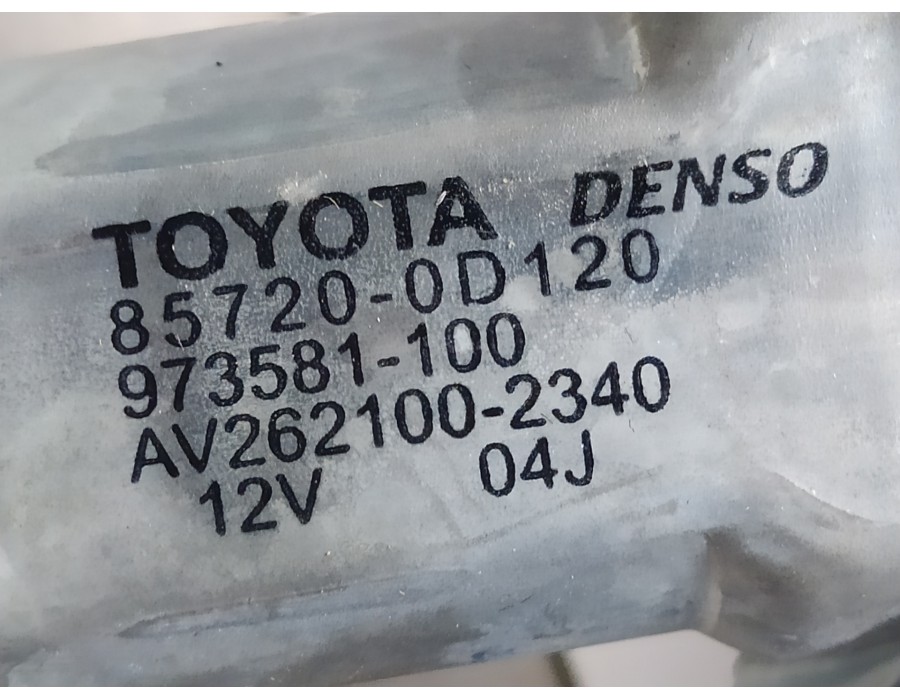 TOYOTA DENSO
85720-0D120
973581-100
AV262100-2340
12V 04J